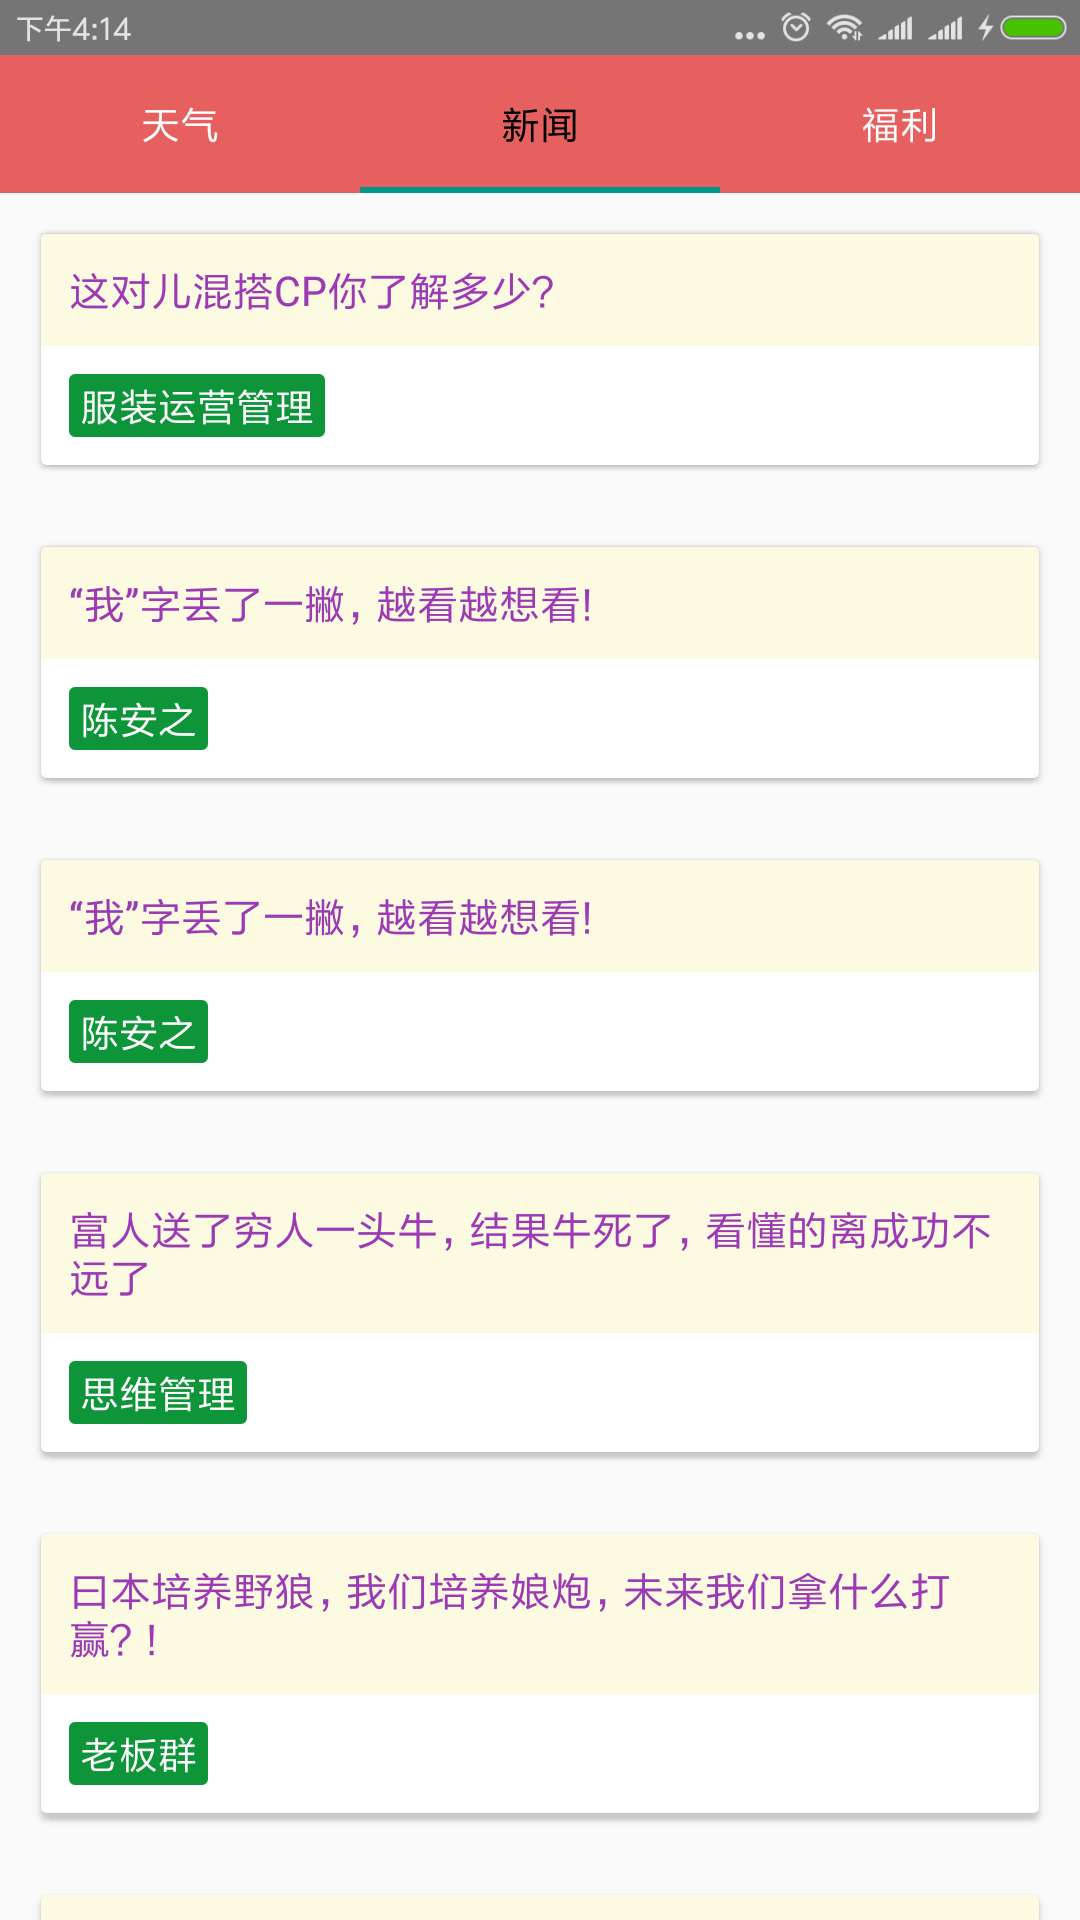 下午4:14
天气 新闻 福利
这对儿混搭CP你了解多少?
服装运营管理
“我”字丢了一撇,越看越想看!
陈安之
“我”字丢了一撇,越看越想看!
陈安之
富人送了穷人一头牛,结果牛死了,看懂的离成功不
远了
思维管理
日本培养野狼,我们培养娘炮,未来我们拿什么打
赢?!
老板群